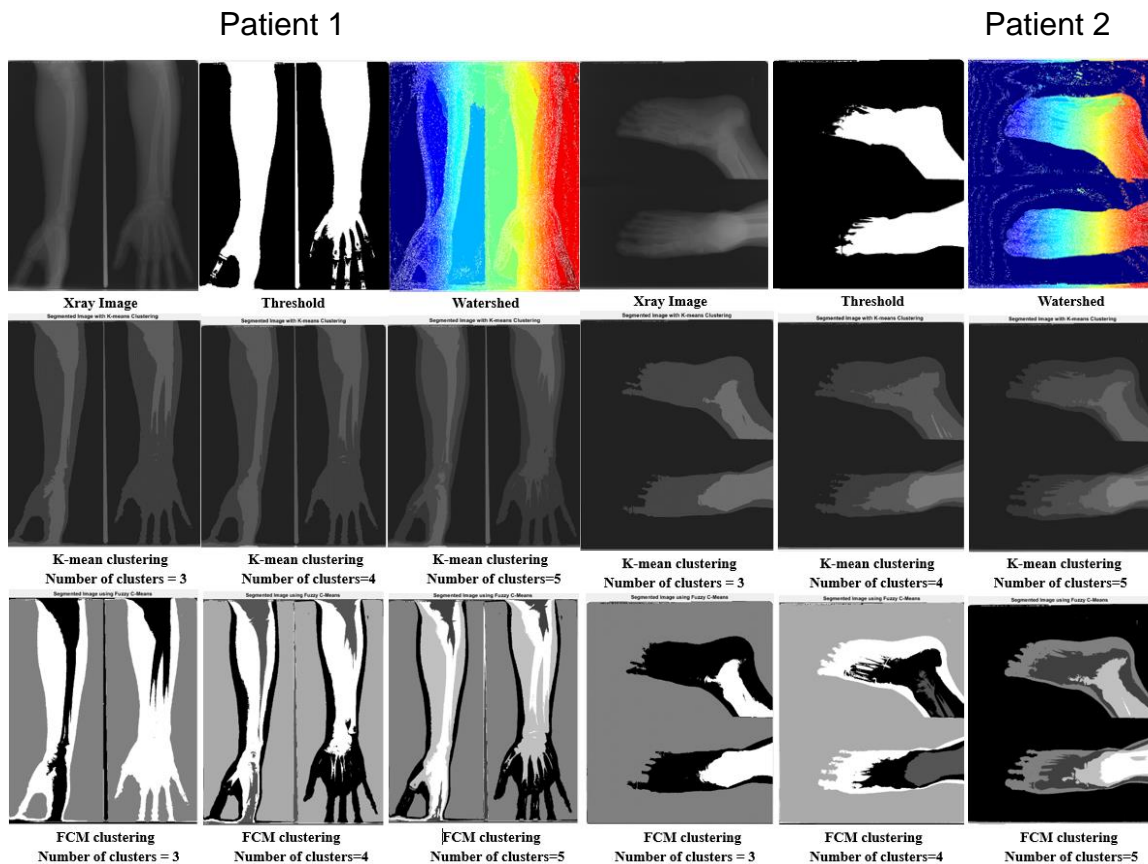 Patient 1 Patient 2
Xray Image Threshold Watershed Xray Image Threshold Watershed
Segmented Image with K-means Clustering Segmented Image with K-means Clustering Segmented Image with K-means Clustering Segmented Image with K-means Clustering Segmented Image with K-means Clustering Segmented Image with K-means Clustering
K-mean clustering K-mean clustering K-mean clustering K-mean clustering K-mean clustering K-mean clustering
Number of clusters = 3 Number of clusters=4 Number of clusters=5 Number of clusters = 3 Number of clusters=4 Number of clusters=5
Segmented Image using Fuzzy C-Means Segmented Image using Fuzzy C-Means Segmented Image using Fuzzy C-Means Segmented Image using Fuzzy C-Means Segmented Image using Fuzzy C-Means Segmented Image using Fuzzy C-Means
FCM clustering FCM clustering FCM clustering FCM clustering FCM clustering FCM clustering
Number of clusters = 3 Number of clusters=4 Number of clusters=5 Number of clusters = 3 Number of clusters=4 Number of clusters=5